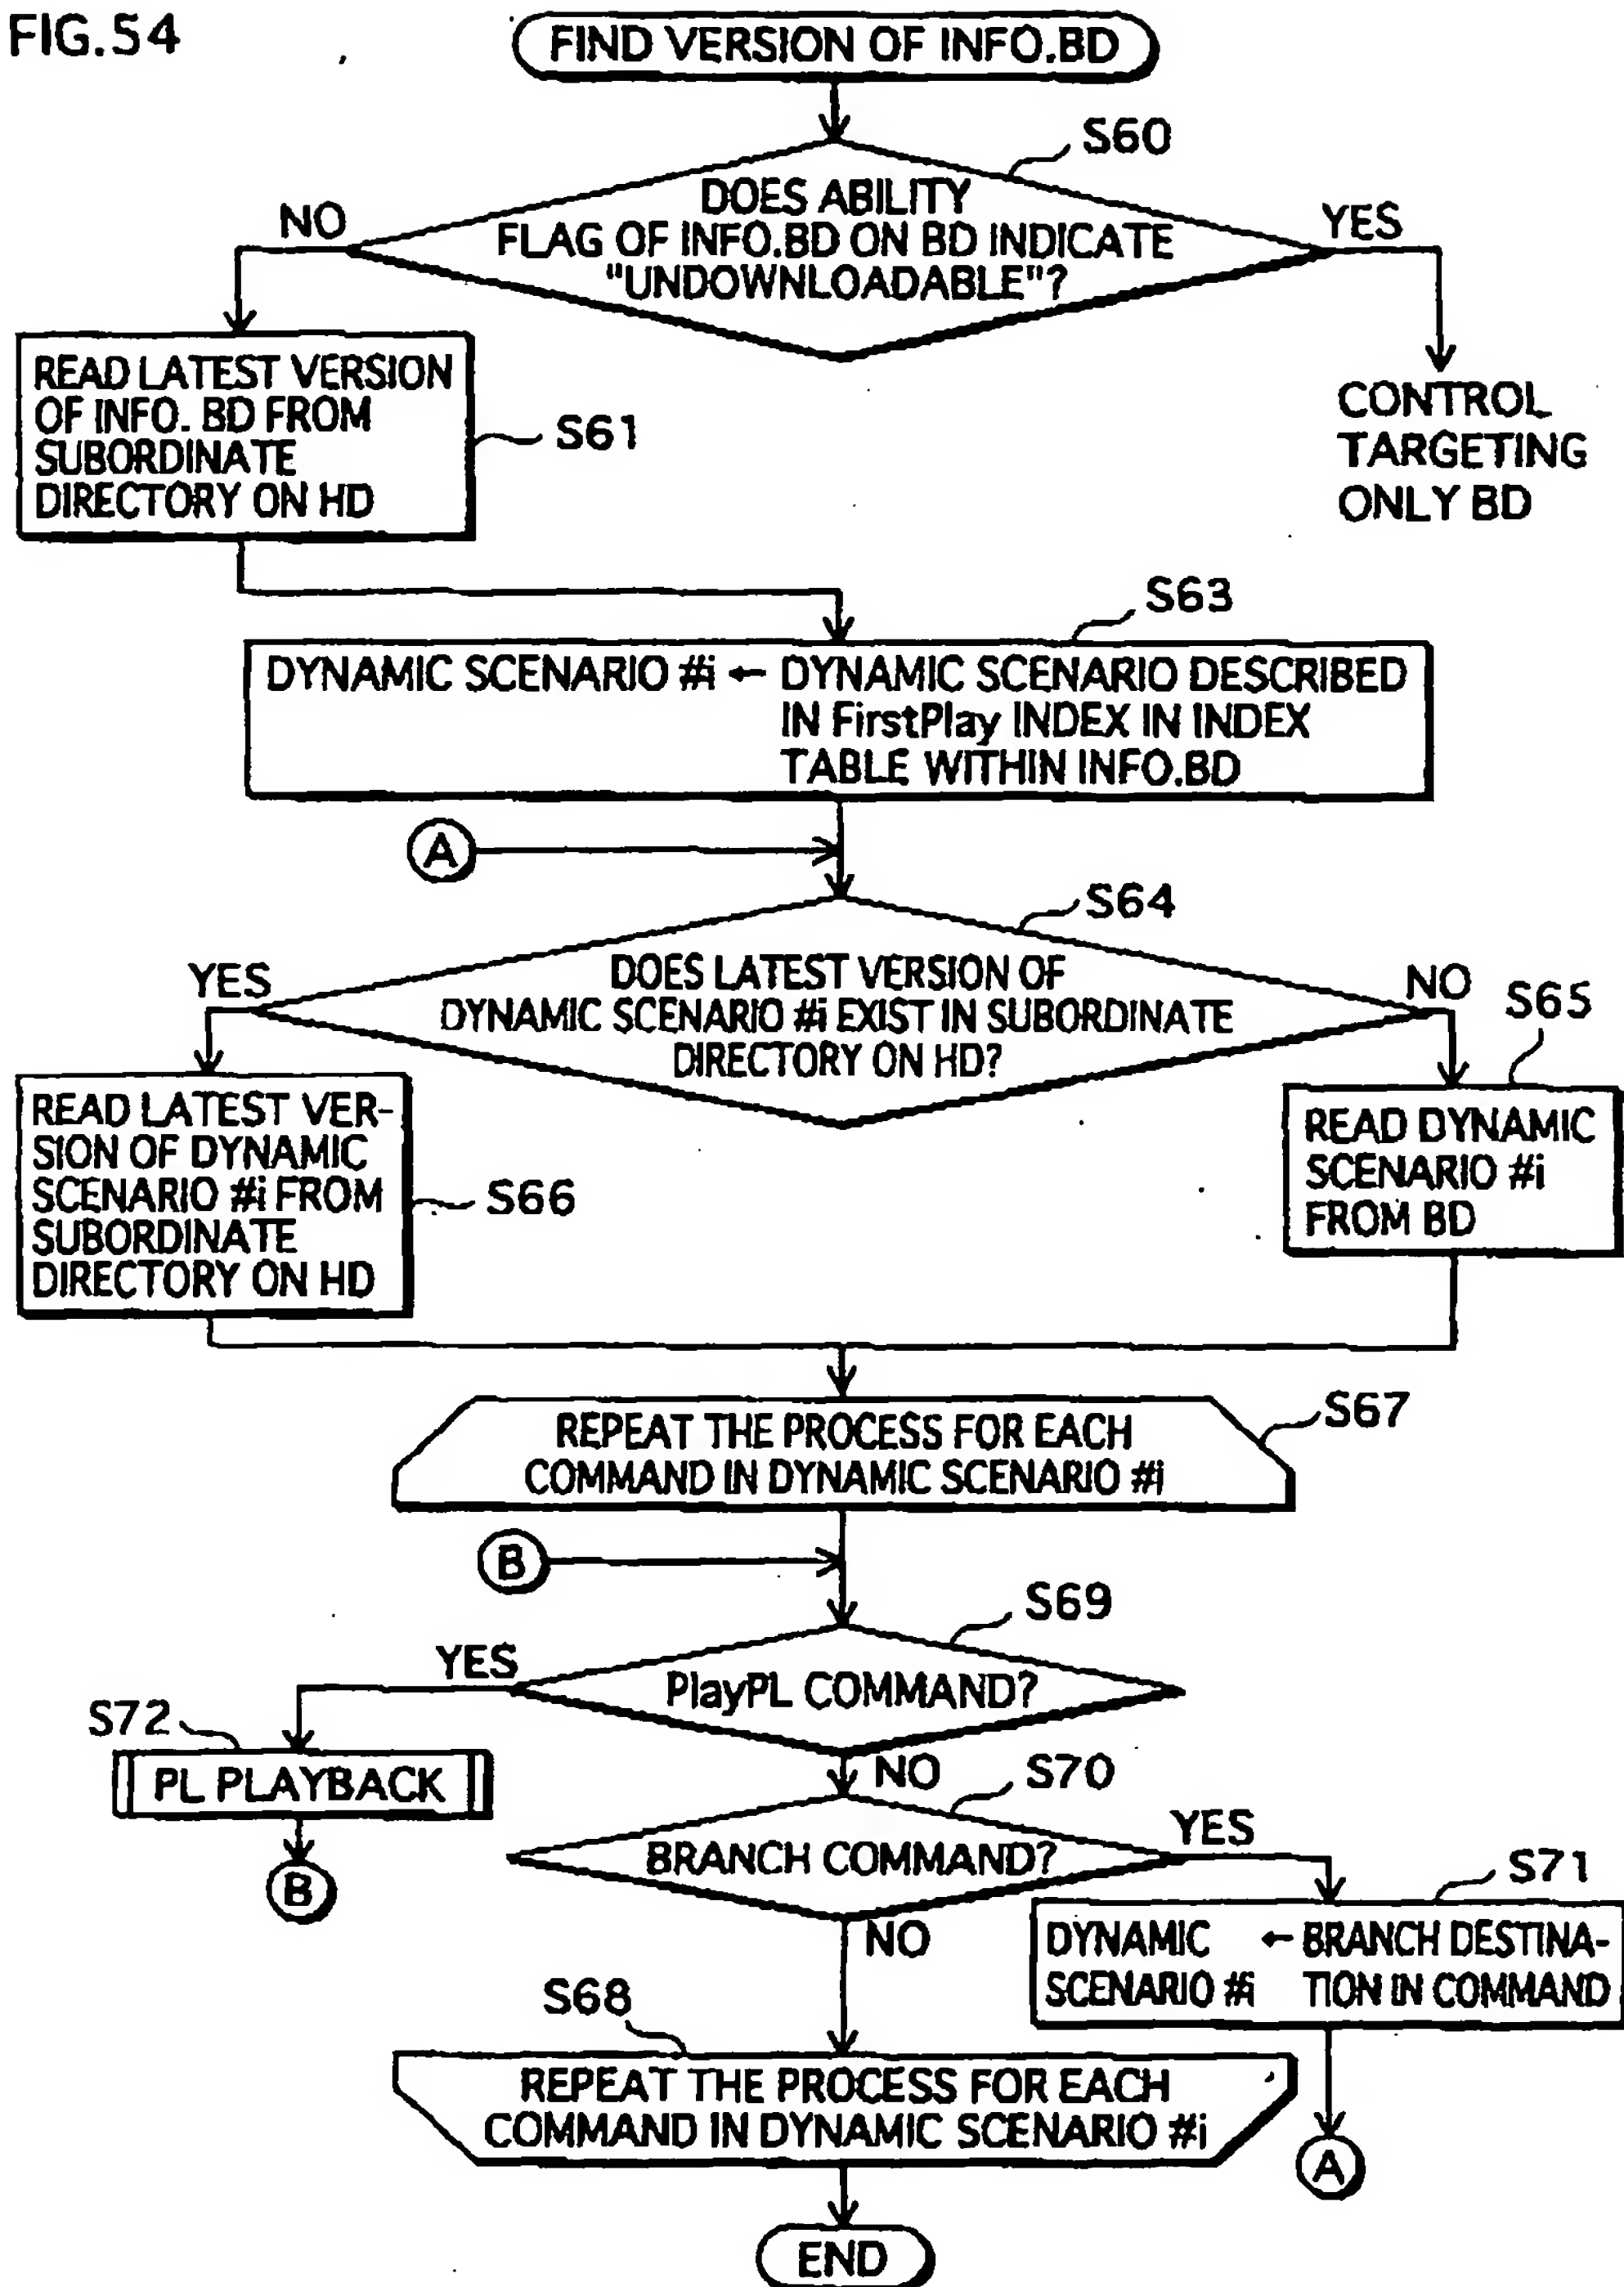 FIG.54
FIND VERSION OF INFO.BD
S60
DOES ABILITY
FLAG OF INFO.BD ON BD INDICATE
"UNDOWNLOADABLE"?
NO
YES
READ LATEST VERSION
OF INFO. BD FROM
SUBORDINATE
DIRECTORY ON HD
S61
CONTROL
TARGETING
ONLY BD
S63
DYNAMIC SCENARIO #i ← DYNAMIC SCENARIO DESCRIBED
IN FirstPlay INDEX IN INDEX
TABLE WITHIN INFO.BD
A
S64
DOES LATEST VERSION OF
DYNAMIC SCENARIO #i EXIST IN SUBORDINATE
DIRECTORY ON HD?
YES
NO
S65
READ LATEST VER-
SION OF DYNAMIC
SCENARIO #i FROM
SUBORDINATE
DIRECTORY ON HD
S66
READ DYNAMIC
SCENARIO #i
FROM BD
S67
REPEAT THE PROCESS FOR EACH
COMMAND IN DYNAMIC SCENARIO #i
B
S69
PlayPL COMMAND?
YES
S72
PL PLAYBACK
B
NO
S70
BRANCH COMMAND?
YES
S71
DYNAMIC ← BRANCH DESTINA-
SCENARIO #i TION IN COMMAND
NO
S68
REPEAT THE PROCESS FOR EACH
COMMAND IN DYNAMIC SCENARIO #i
A
END